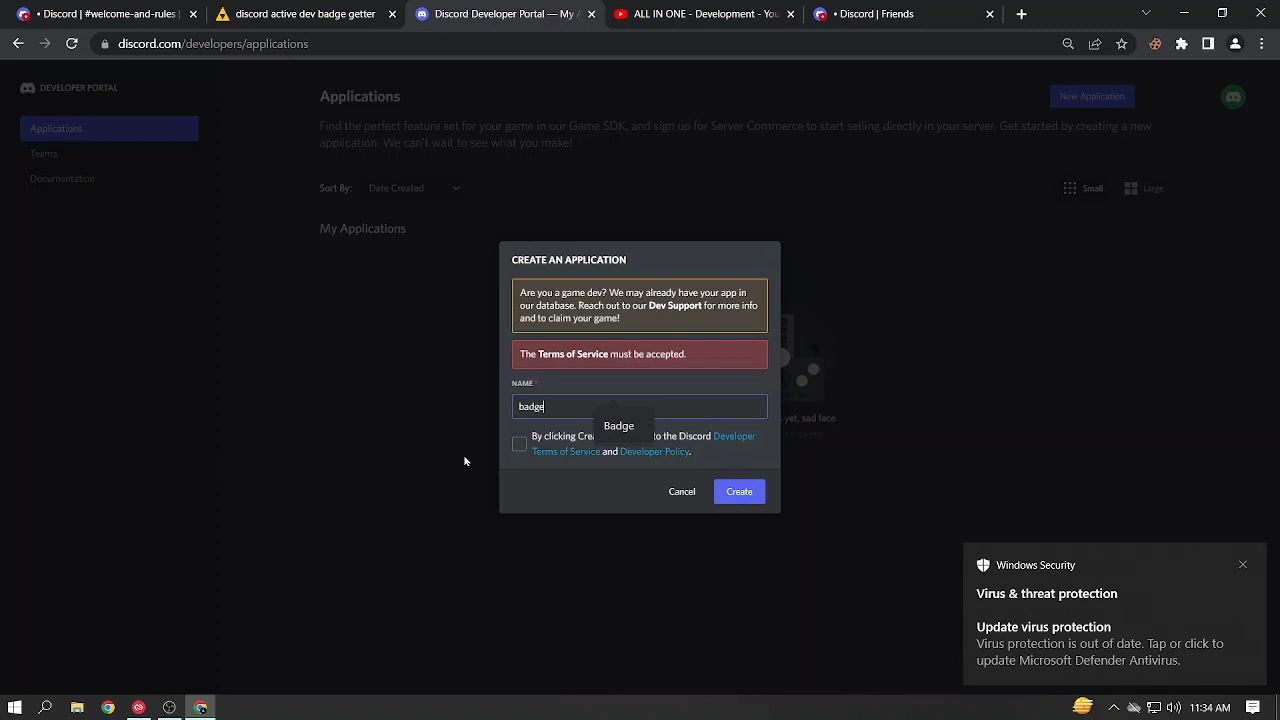 • Discord | #welcome-and-rules
discord active dev badge getter
Discord Developer Portal — My A
ALL IN ONE - Development - You
• Discord | Friends
discord.com/developers/applications
DEVELOPER PORTAL
Applications
Teams
Documentation
Applications
New Application
Find the perfect feature set for your game in our Game SDK, and sign up for Server Commerce to start selling directly in your server. Get started by creating a new
application. We can't wait to see what you make!
Sort By: Date Created
Small
Large
My Applications
CREATE AN APPLICATION
Are you a game dev? We may already have your app in
our database. Reach out to our Dev Support for more info
and to claim your game!
The Terms of Service must be accepted.
NAME *
badge
Badge
By clicking Crea to the Discord Developer
Terms of Service and Developer Policy.
Cancel
Create
yet, sad face.
Windows Security
Virus & threat protection
Update virus protection
Virus protection is out of date. Tap or click to
update Microsoft Defender Antivirus.
11:34 AM